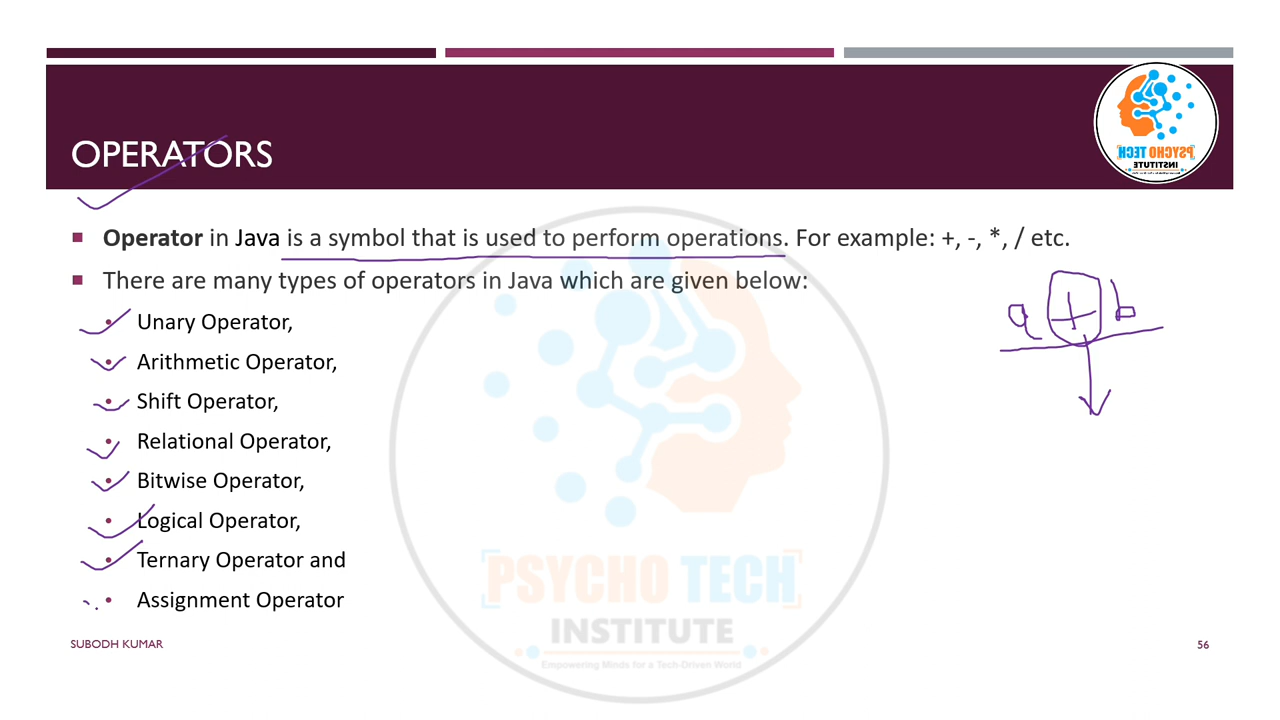 OPERATORS
PSYCHO TECH
INSTITUTE
Operator in Java is a symbol that is used to perform operations. For example: +, -, *, / etc.
There are many types of operators in Java which are given below:
a + b
Unary Operator,
Arithmetic Operator,
Shift Operator,
Relational Operator,
Bitwise Operator,
Logical Operator,
Ternary Operator and
Assignment Operator
PSYCHO TECH
INSTITUTE
Empowering Minds for a Tech-Driven World
SUBODH KUMAR
56